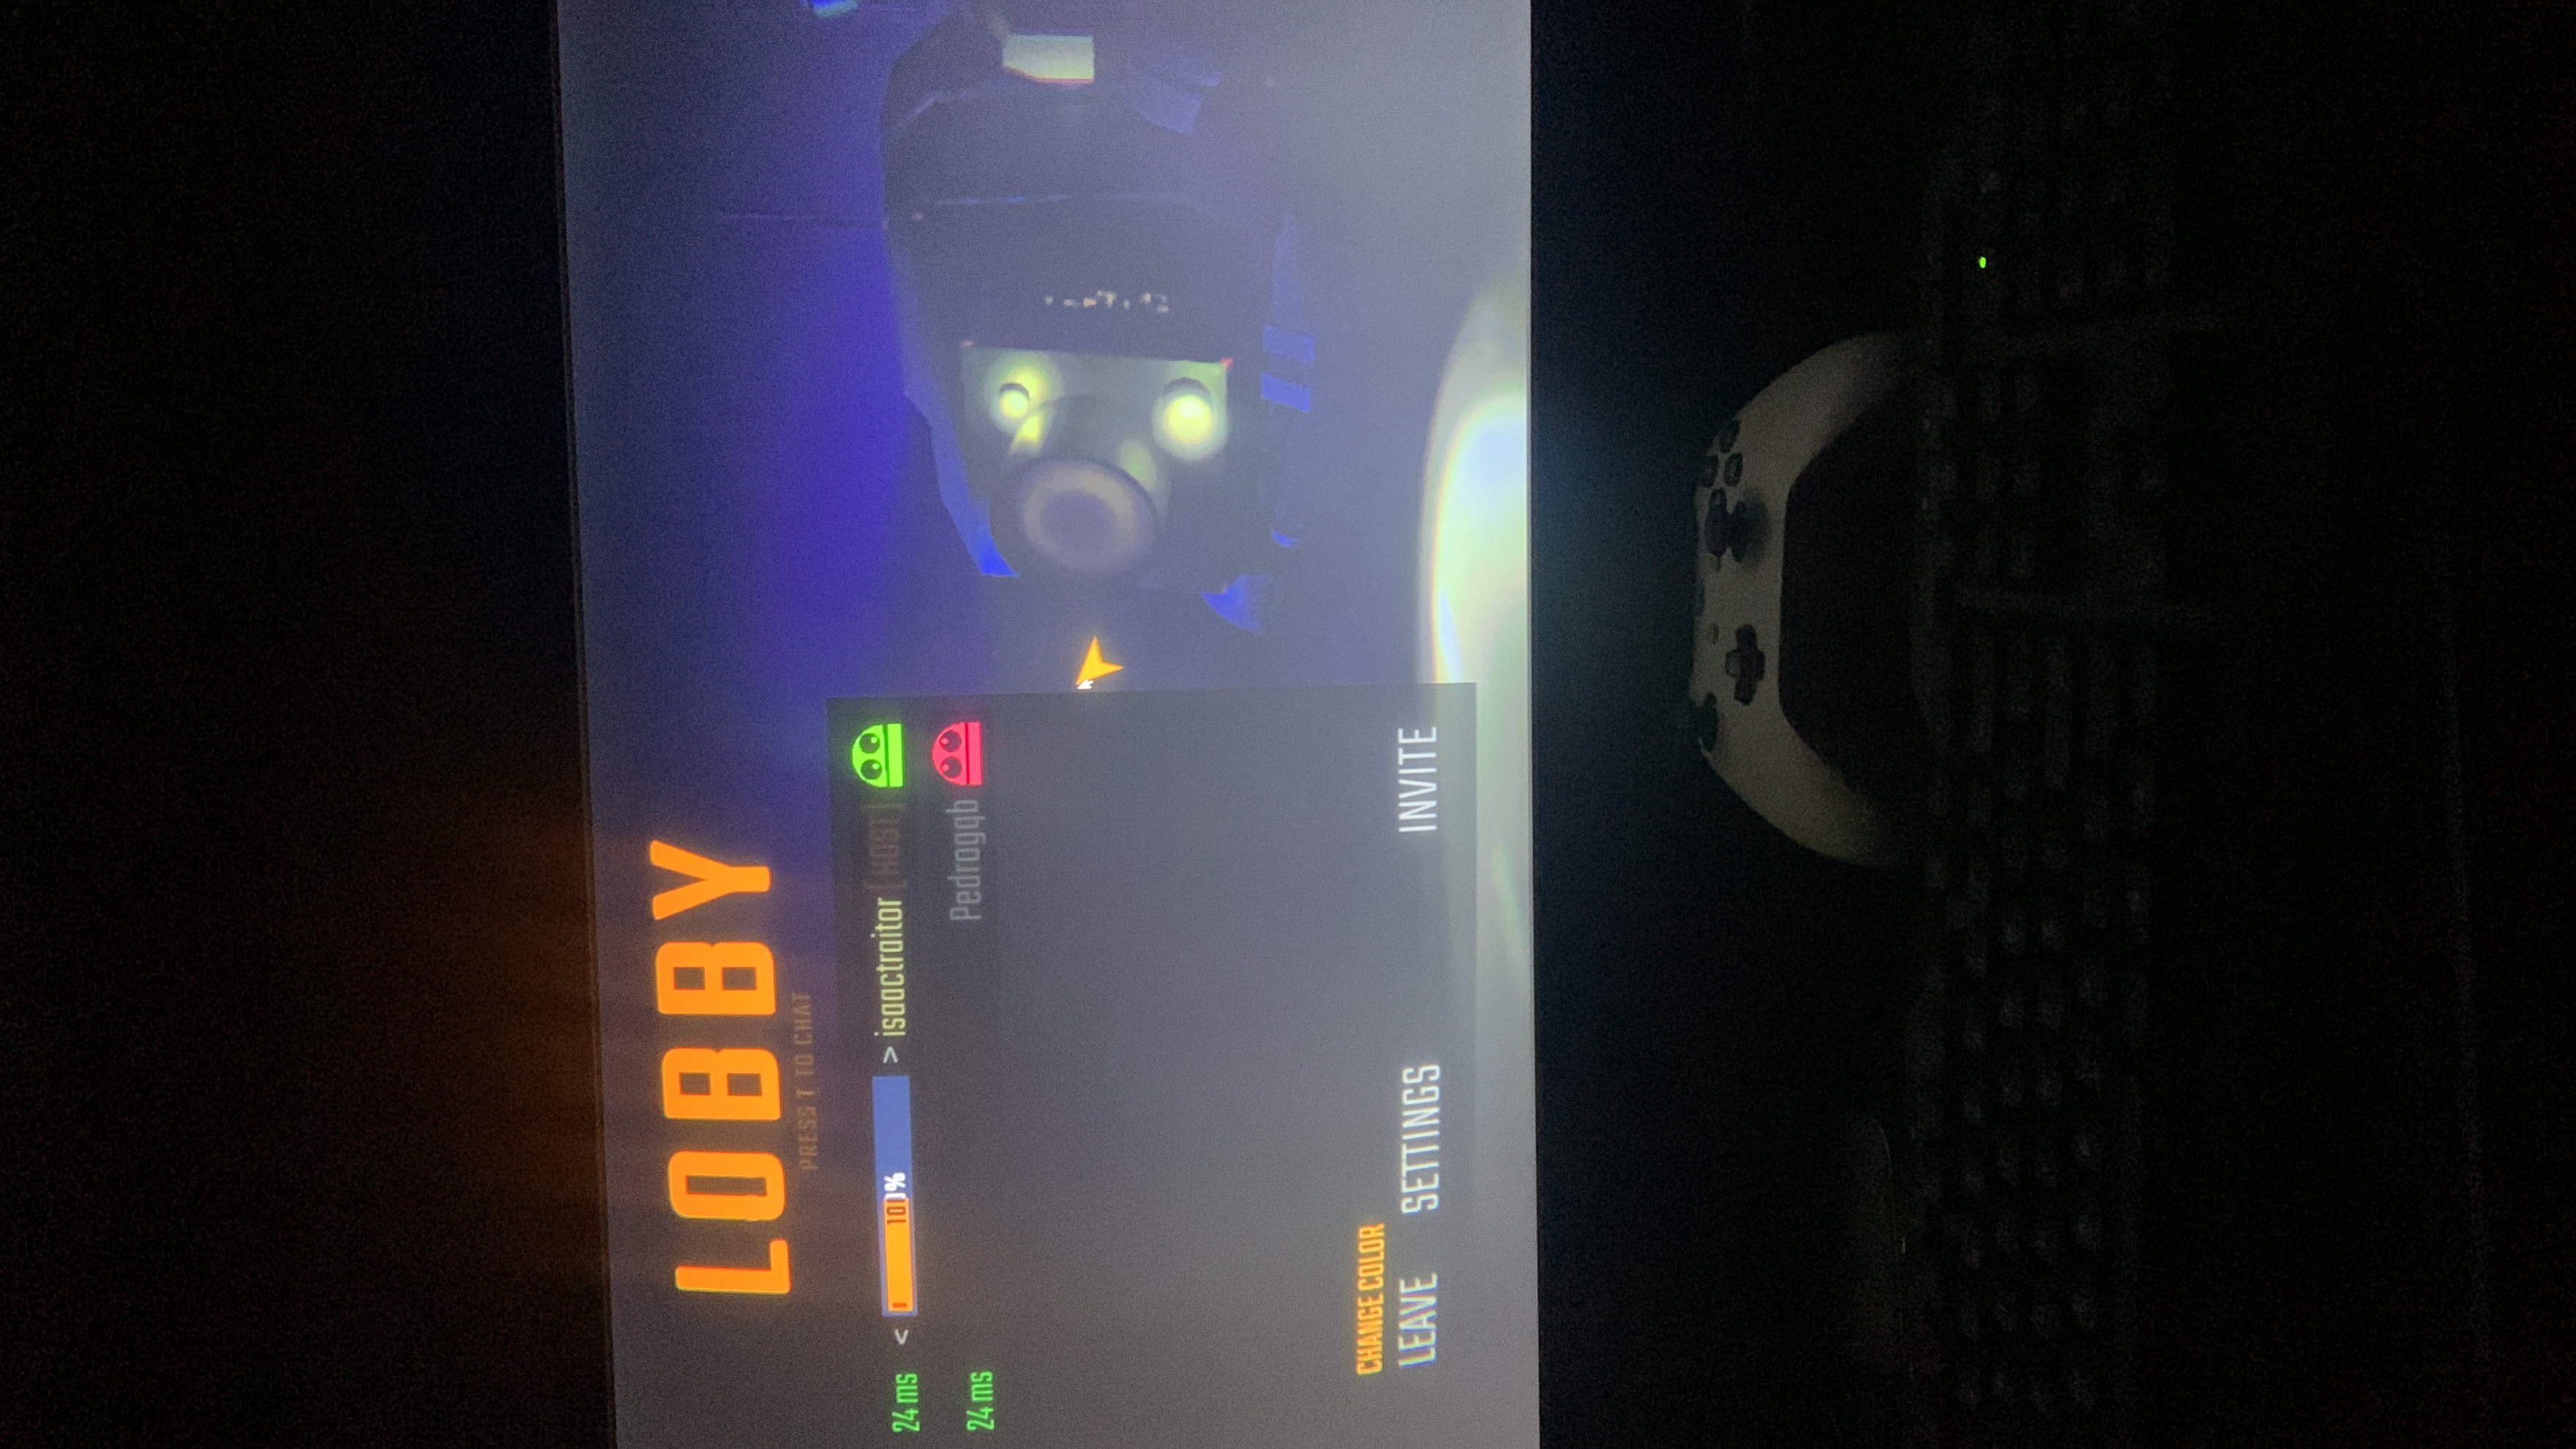 LOBBY
PRESS T TO CHAT
24 ms < 100% > isaactraitor [HOST]
24 ms Pedrogqb
CHANGE COLOR
LEAVE SETTINGS INVITE